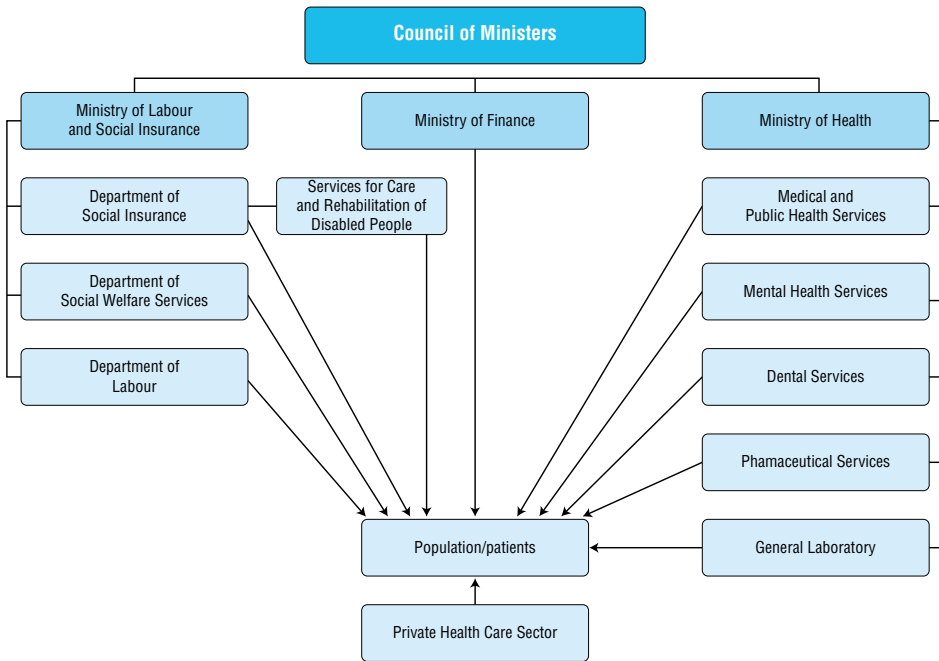 Council of Ministers
Ministry of Labour
and Social Insurance
Ministry of Finance
Ministry of Health
Department of
Social Insurance
Services for Care
and Rehabilitation of
Disabled People
Medical and
Public Health Services
Department of
Social Welfare Services
Mental Health Services
Department of
Labour
Dental Services
Phamaceutical Services
Population/patients
General Laboratory
Private Health Care Sector